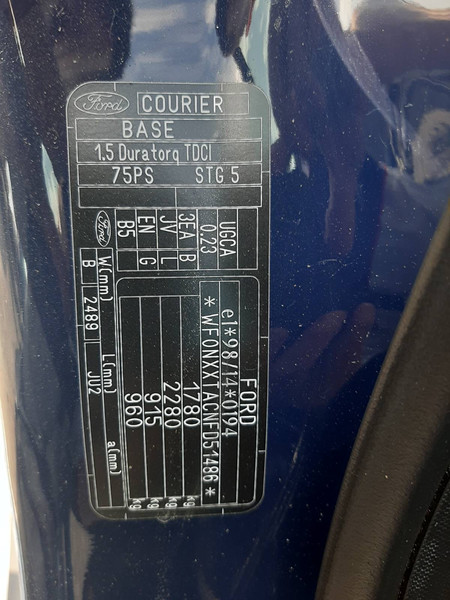 Ford COURIER
BASE
1.5 Duratorq TDCI
75PS STG 5
FORD
e1*98/14*0194
*WF0NXXTACNFD51486*
1780 kg
2280 kg
915 kg
960 kg
UGCA
0.23
3EA B
JV L
EN G
B5
Ford
W(mm) L(mm) a(mm)
B 2489 JU2